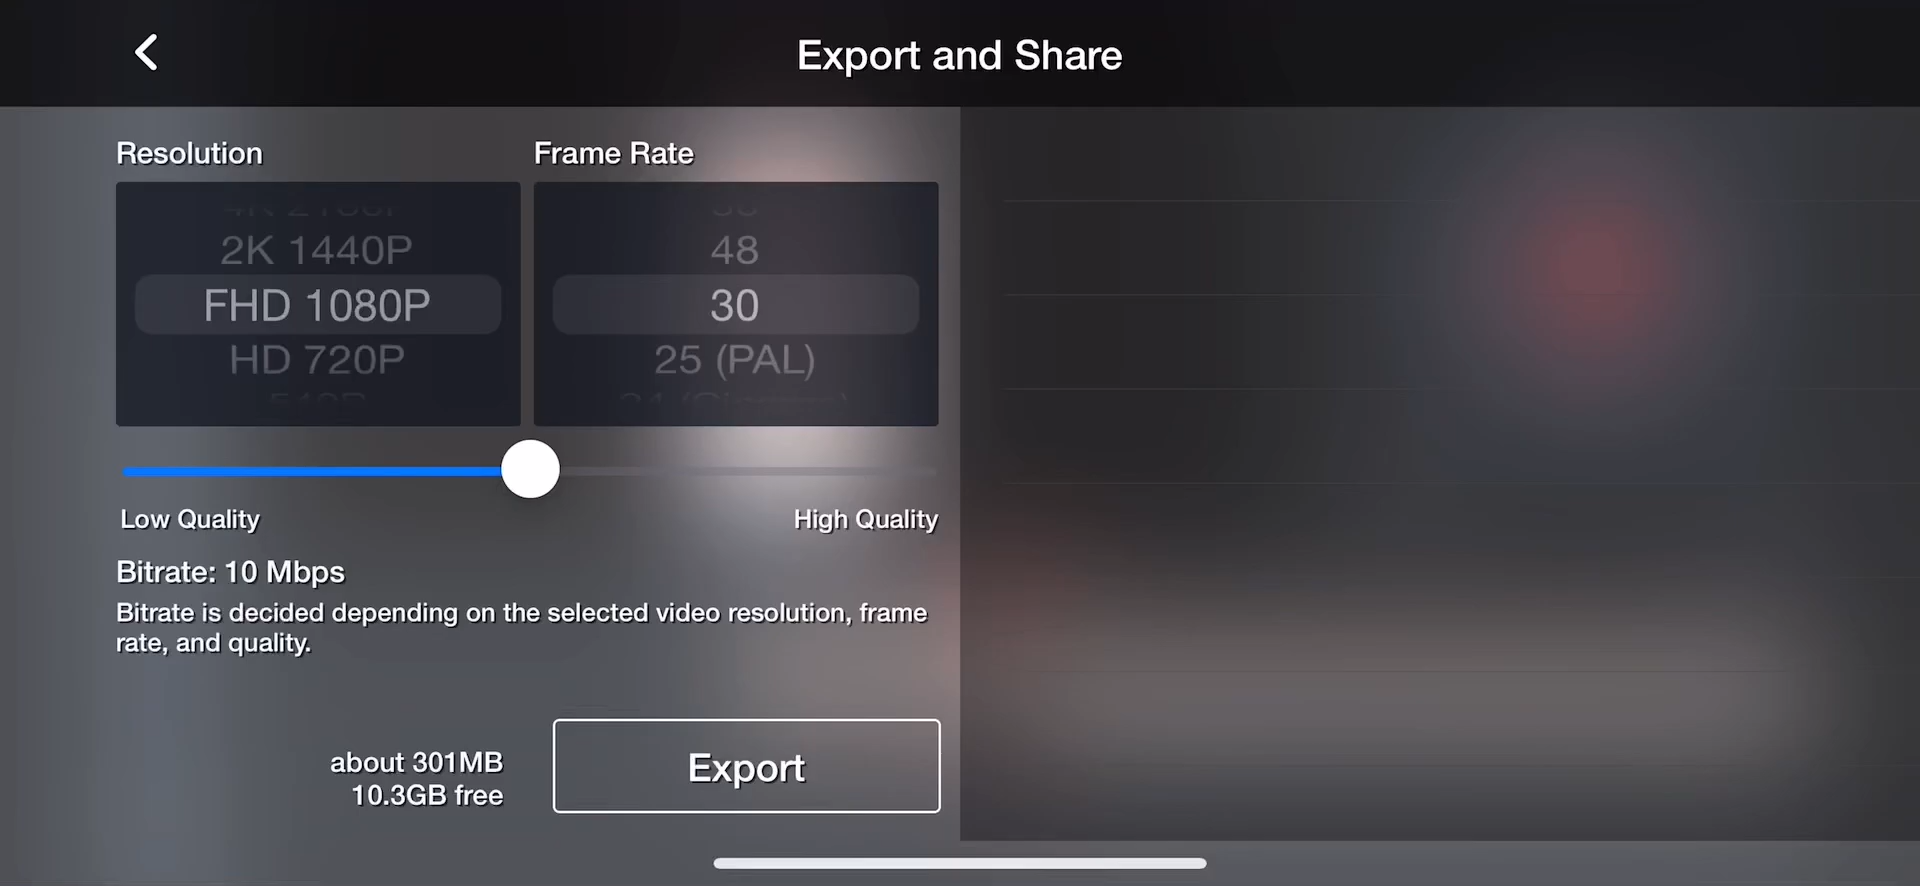 Export and Share
Resolution
Frame Rate
2K 1440P
48
FHD 1080P
30
HD 720P
25 (PAL)
Low Quality
High Quality
Bitrate: 10 Mbps
Bitrate is decided depending on the selected video resolution, frame
rate, and quality.
about 301MB
10.3GB free
Export